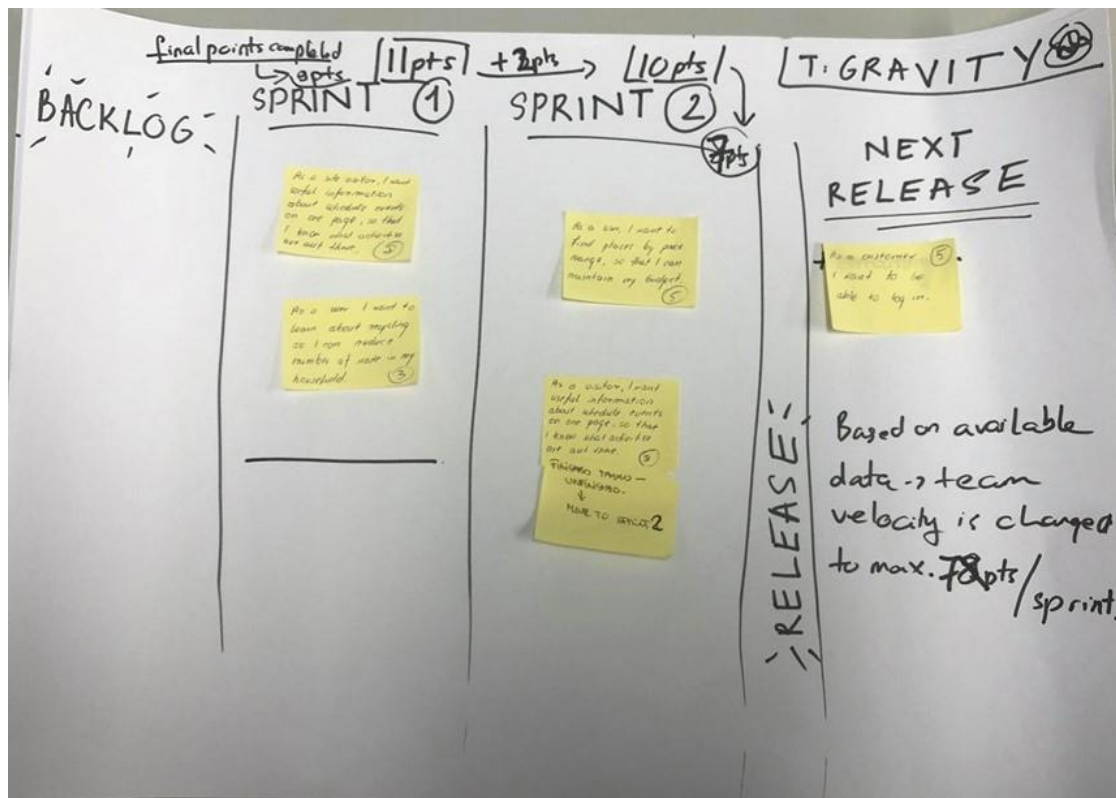 final points completed
8pts
11pts
+2pts
10pts
T: GRAVITY
BACKLOG
SPRINT 1
SPRINT 2
7pts
NEXT
RELEASE
As a site visitor, I want
useful information
about schedule events
on one page, so that
I know what activities
are out there. 5
As a user I want to
learn about recycling
so I can reduce
number of waste in my
household. 3
As a user, I want to
find places by price
range, so that I can
maintain my budget. 5
As a visitor, I want
useful information
about schedule events
on one page, so that
I know what activities
are out there. 5
FINISHED TASKS —
UNFINISHED.
MOVE TO SPRINT 2
RELEASE
As a customer 5
I want to be
able to log in.
Based on available
data -> team
velocity is changed
to max. 7pts/
sprint.